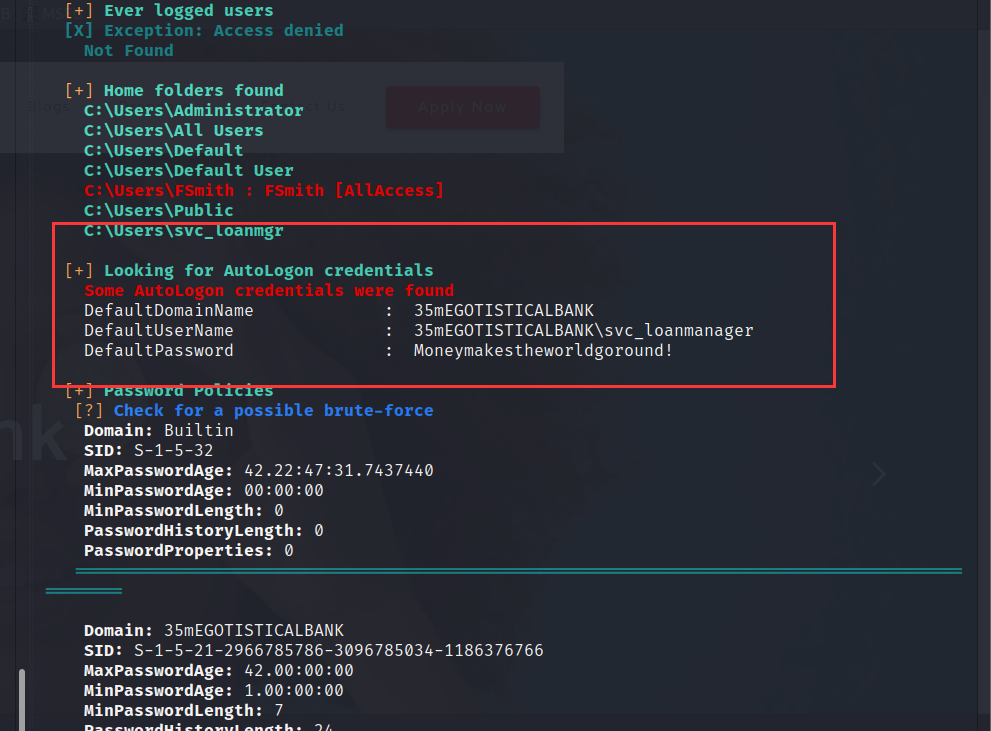 [+] Ever logged users
[X] Exception: Access denied
Not Found
[+] Home folders found
Apply Now
C:\Users\Administrator
C:\Users\All Users
C:\Users\Default
C:\Users\Default User
C:\Users\FSmith : FSmith [AllAccess]
C:\Users\Public
C:\Users\svc_loanmgr
[+] Looking for AutoLogon credentials
Some AutoLogon credentials were found
DefaultDomainName : 35mEGOTISTICALBANK
DefaultUserName : 35mEGOTISTICALBANK\svc_loanmanager
DefaultPassword : Moneymakestheworldgoround!
[+] Password Policies
[?] Check for a possible brute-force
Domain: Builtin
SID: S-1-5-32
MaxPasswordAge: 42.22:47:31.7437440
MinPasswordAge: 00:00:00
MinPasswordLength: 0
PasswordHistoryLength: 0
PasswordProperties: 0
Domain: 35mEGOTISTICALBANK
SID: S-1-5-21-2966785786-3096785034-1186376766
MaxPasswordAge: 42.00:00:00
MinPasswordAge: 1.00:00:00
MinPasswordLength: 7
PasswordHistoryLength: 24